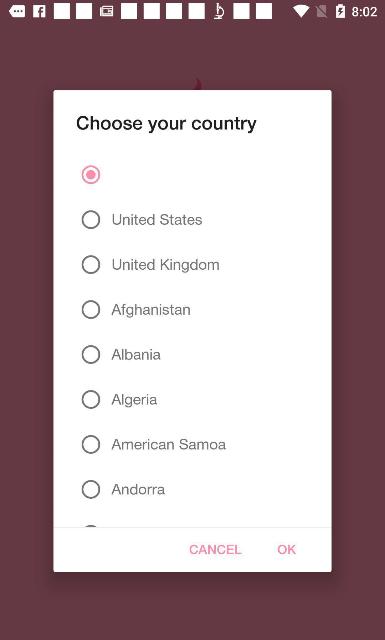 8:02
Choose your country
United States
United Kingdom
Afghanistan
Albania
Algeria
American Samoa
Andorra
CANCEL OK